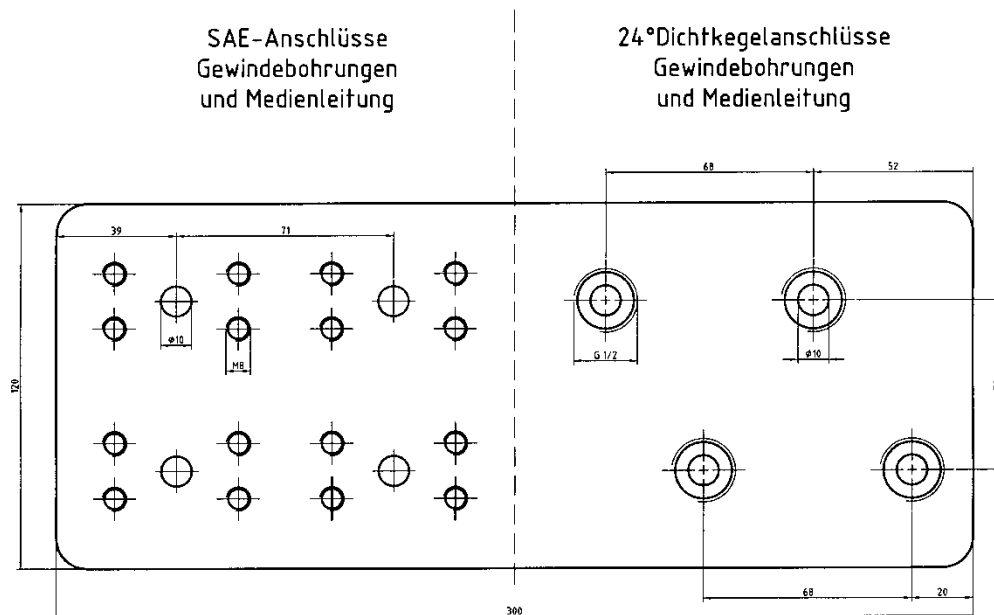 SAE-Anschlüsse
Gewindebohrungen
und Medienleitung
24°Dichtkegelanschlüsse
Gewindebohrungen
und Medienleitung
68
52
39
71
ø10
M8
G 1/2
ø10
120
68
20
300